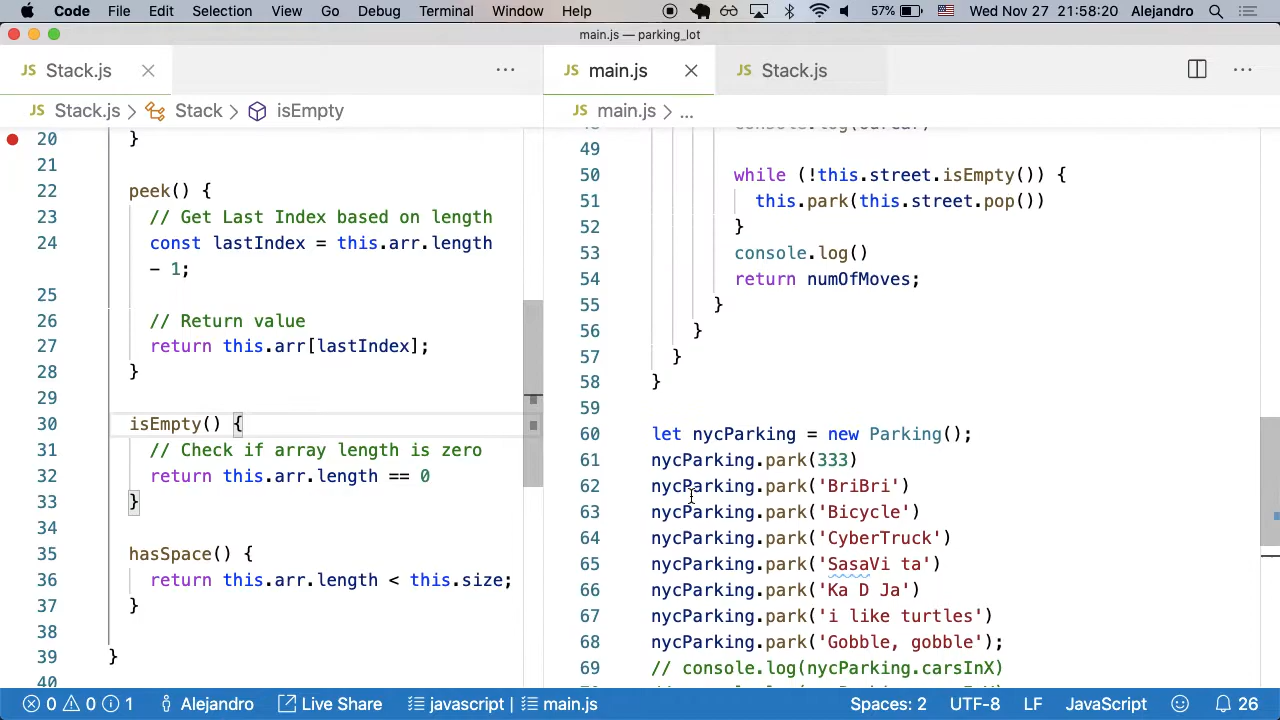 Code File Edit Selection View Go Debug Terminal Window Help 57% Wed Nov 27 21:58:20 Alejandro
main.js — parking_lot
JS Stack.js
JS main.js JS Stack.js
JS Stack.js > Stack > isEmpty
JS main.js > ...
20 }
21
22 peek() {
23 // Get Last Index based on length
24 const lastIndex = this.arr.length
- 1;
25
26 // Return value
27 return this.arr[lastIndex];
28 }
29
30 isEmpty() {
31 // Check if array length is zero
32 return this.arr.length == 0
33 }
34
35 hasSpace() {
36 return this.arr.length < this.size;
37 }
38
39 }
40
49
50 while (!this.street.isEmpty()) {
51 this.park(this.street.pop())
52 }
53 console.log()
54 return numOfMoves;
55 }
56 }
57 }
58 }
59
60 let nycParking = new Parking();
61 nycParking.park(333)
62 nycParking.park('BriBri')
63 nycParking.park('Bicycle')
64 nycParking.park('CyberTruck')
65 nycParking.park('SasaVi ta')
66 nycParking.park('Ka D Ja')
67 nycParking.park('i like turtles')
68 nycParking.park('Gobble, gobble');
69 // console.log(nycParking.carsInX)
0 0 1 Alejandro Live Share javascript | main.js Spaces: 2 UTF-8 LF JavaScript 26